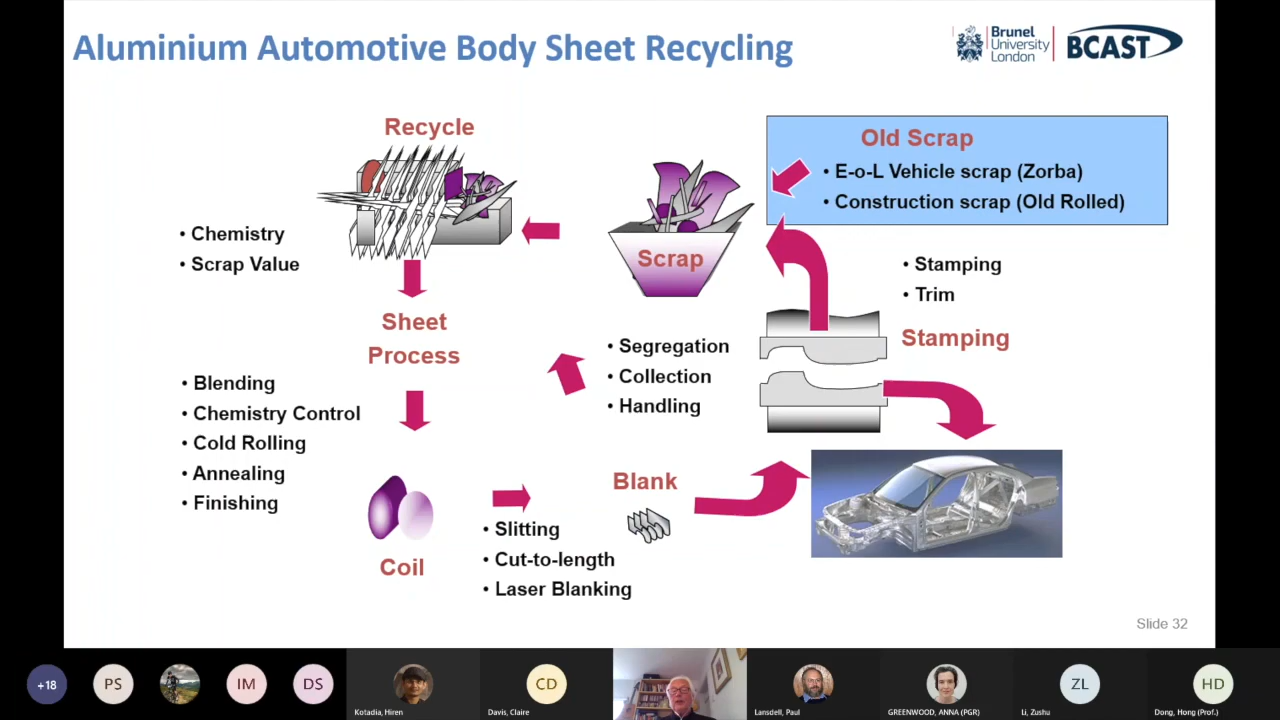 Aluminium Automotive Body Sheet Recycling
Brunel
University
London
BCAST
Recycle
Old Scrap
• E-o-L Vehicle scrap (Zorba)
• Construction scrap (Old Rolled)
• Chemistry
• Scrap Value
Scrap
• Stamping
• Trim
Sheet
Process
Stamping
• Segregation
• Collection
• Handling
• Blending
• Chemistry Control
• Cold Rolling
• Annealing
• Finishing
Blank
Coil
• Slitting
• Cut-to-length
• Laser Blanking
Slide 32
+18
PS
IM
DS
Kotadia, Hiren
CD
Davis, Claire
Lansdell, Paul
GREENWOOD, ANNA (PGR)
ZL
Li, Zushu
HD
Dong, Hong (Prof.)